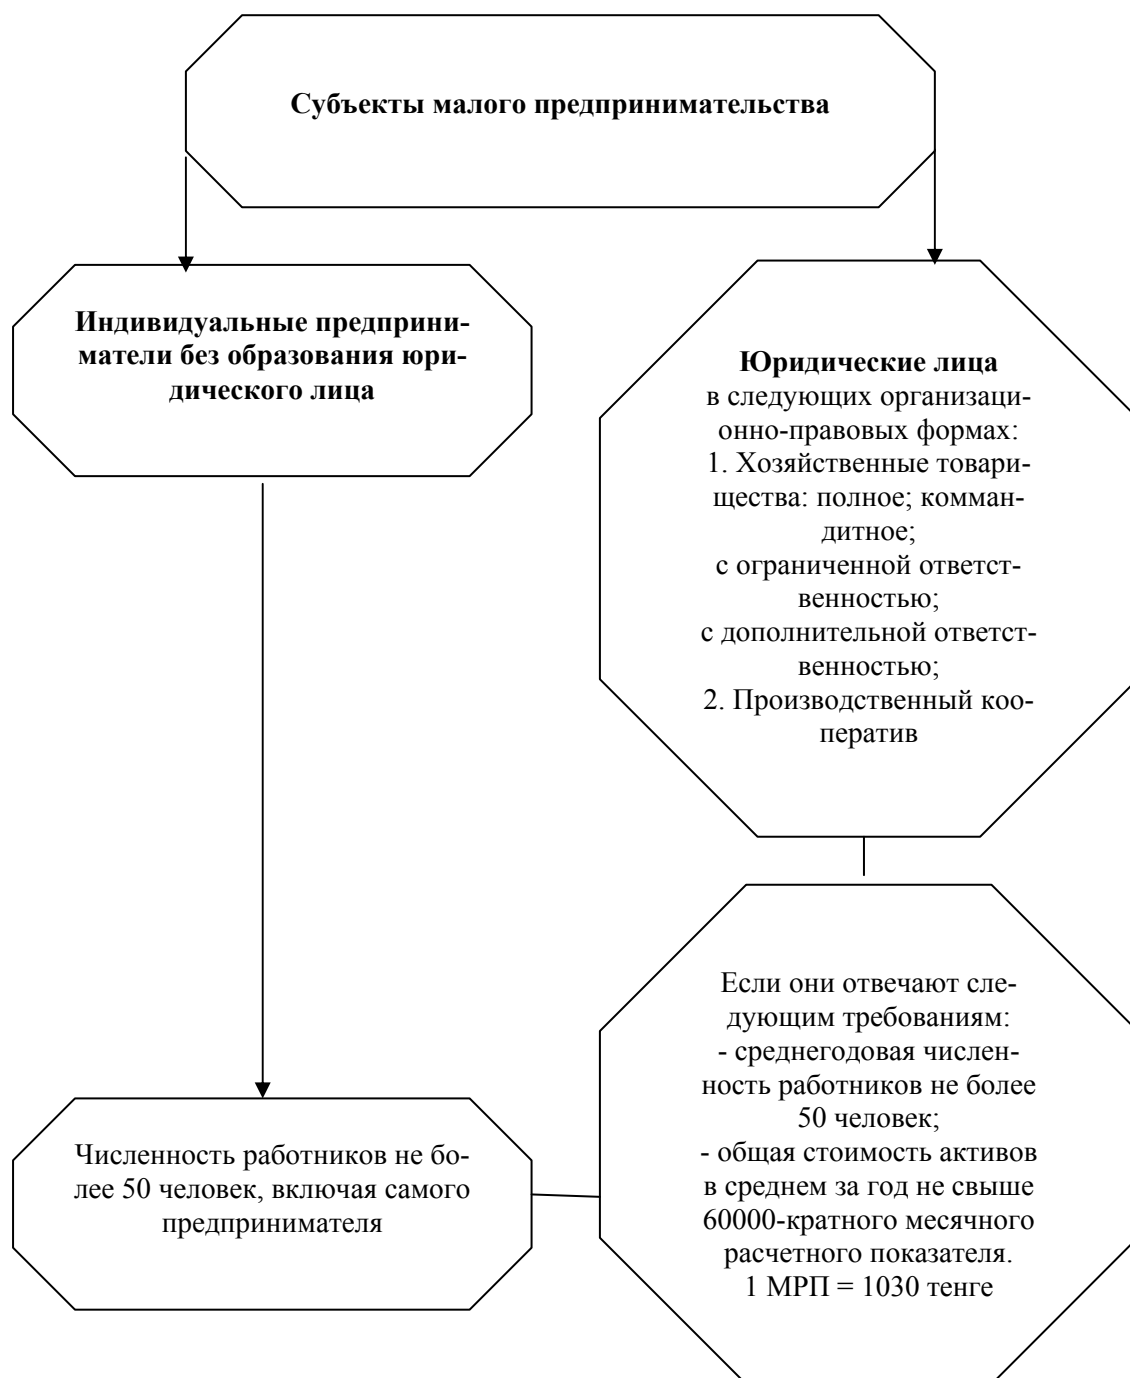 Субъекты малого предпринимательства
Индивидуальные предприни-
матели без образования юри-
дического лица
Юридические лица
в следующих организаци-
онно-правовых формах:
1. Хозяйственные товари-
щества: полное; комман-
дитное;
с ограниченной ответст-
венностью;
с дополнительной ответст-
венностью;
2. Производственный коо-
ператив
Численность работников не бо-
лее 50 человек, включая самого
предпринимателя
Если они отвечают сле-
дующим требованиям:
- среднегодовая числен-
ность работников не более
50 человек;
- общая стоимость активов
в среднем за год не свыше
60000-кратного месячного
расчетного показателя.
1 МРП = 1030 тенге